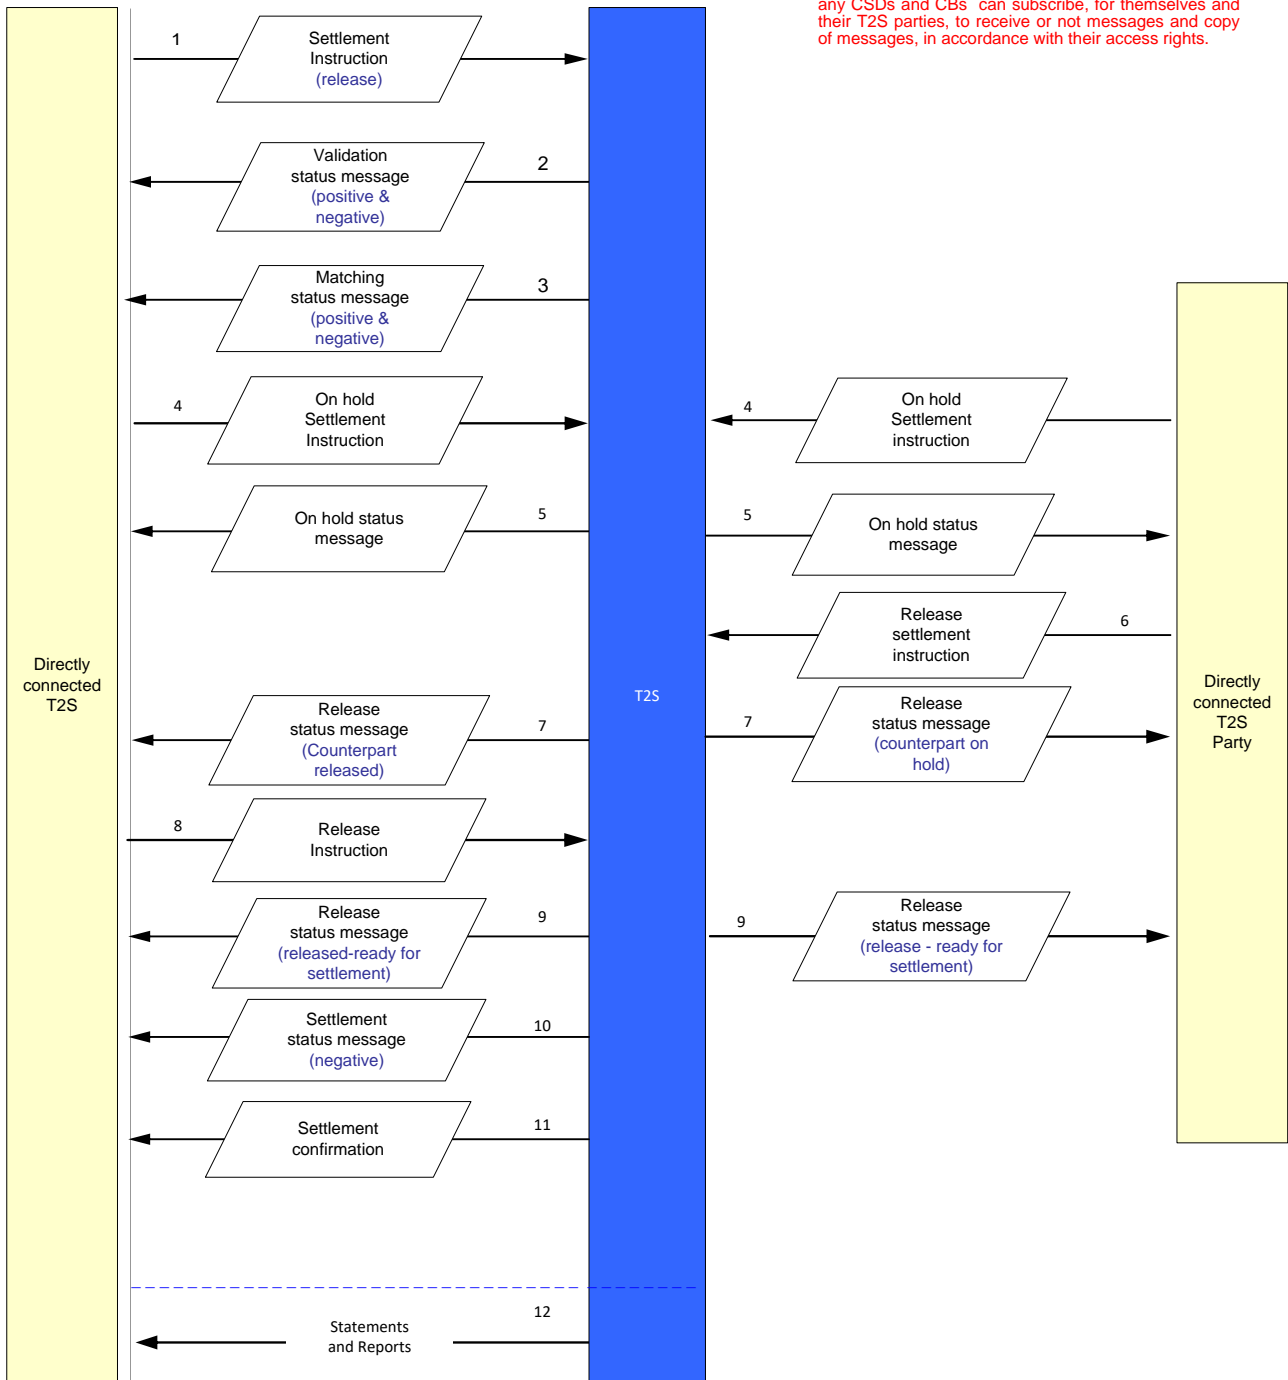 any CSDs and CBs can subscribe, for themselves and
their T2S parties, to receive or not messages and copy
of messages, in accordance with their access rights.
1
Settlement
Instruction
(release)
Validation
status message
(positive &
negative)
2
Matching
status message
(positive &
negative)
3
4
On hold
Settlement
Instruction
4
On hold
Settlement
instruction
On hold status
message
5
5
On hold status
message
Release
settlement
instruction
6
Directly
connected
T2S
T2S
Directly
connected
T2S
Party
Release
status message
(Counterpart
released)
7
7
Release
status message
(counterpart on
hold)
8
Release
Instruction
Release
status message
(released-ready for
settlement)
9
9
Release
status message
(release - ready for
settlement)
Settlement
status message
(negative)
10
Settlement
confirmation
11
12
Statements
and Reports